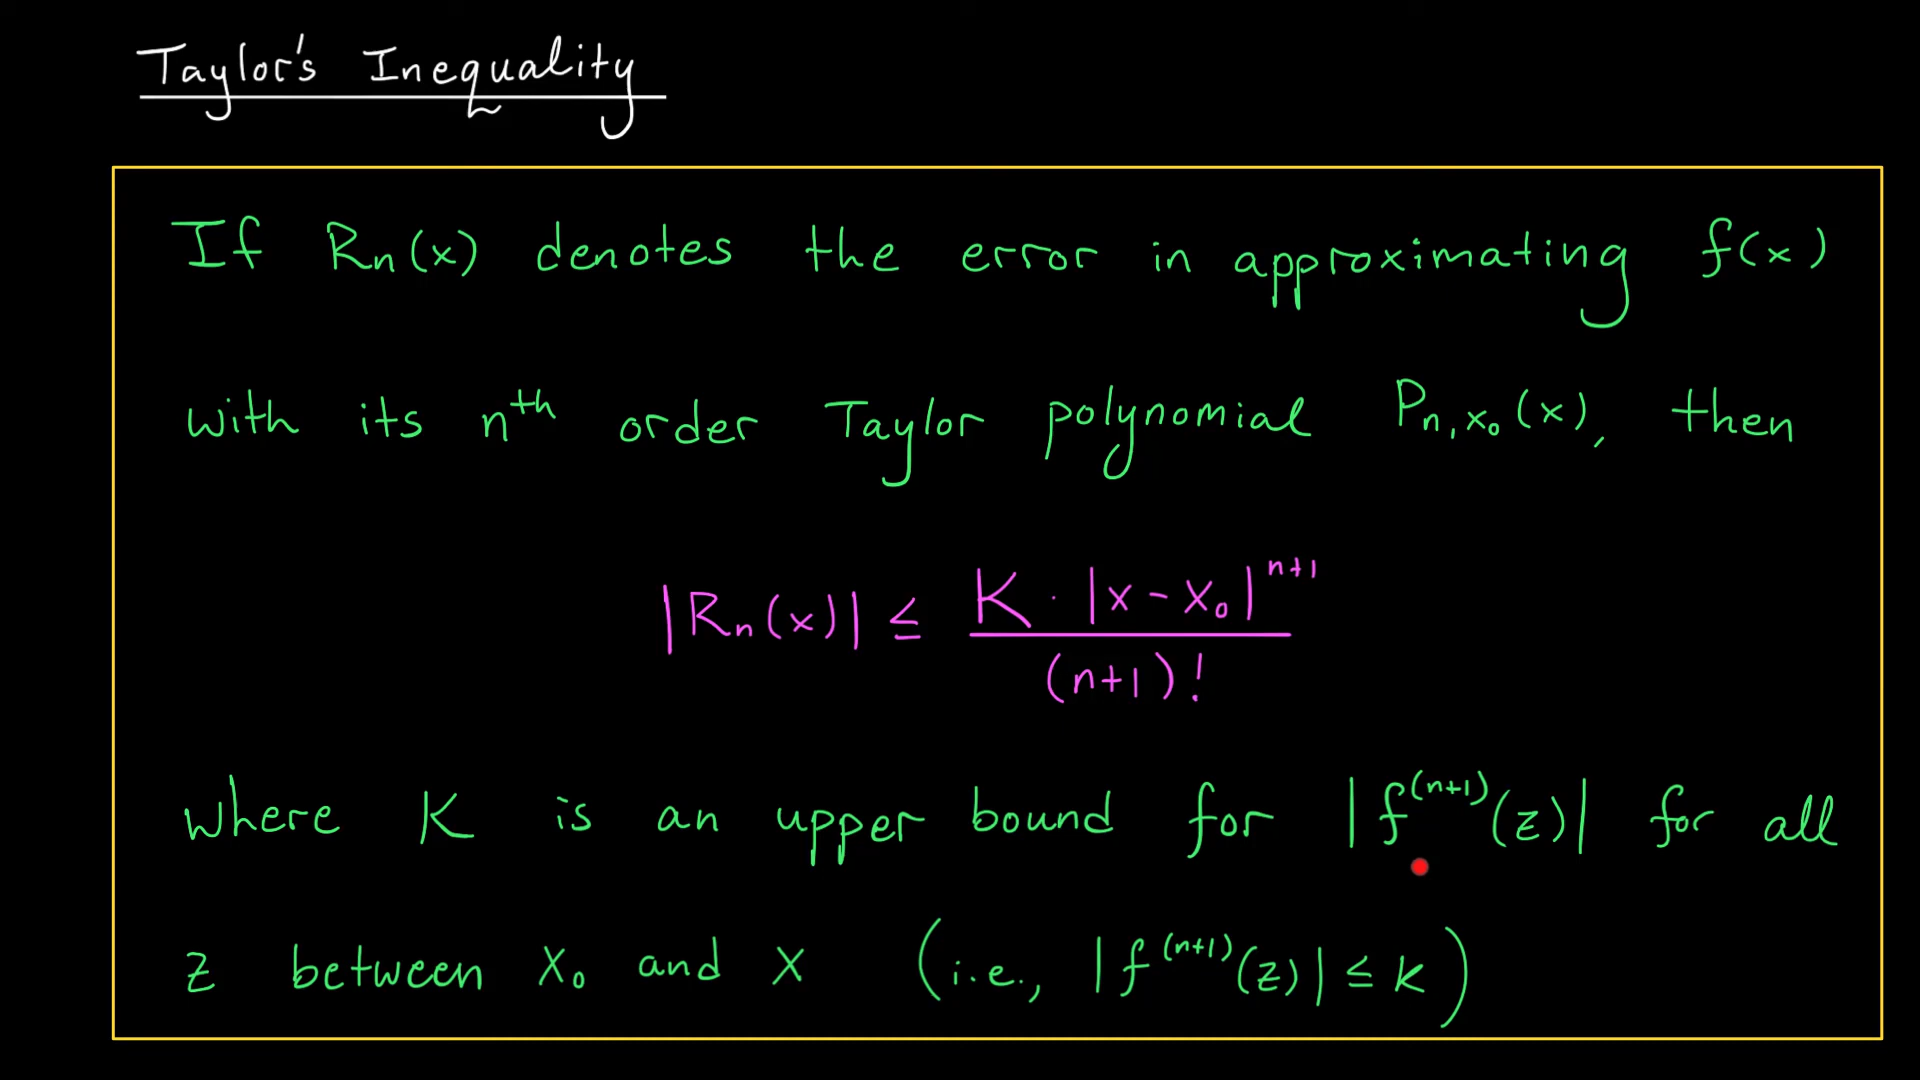 Taylor's Inequality
If Rn(x) denotes the error in approximating f(x)
with its nᵗʰ order Taylor polynomial Pn,x₀(x), then
|Rn(x)| ≤ K · |x - x₀|ⁿ⁺¹ / (n+1)!
where K is an upper bound for |f⁽ⁿ⁺¹⁾(z)| for all
z between x₀ and x (i.e., |f⁽ⁿ⁺¹⁾(z)| ≤ K)